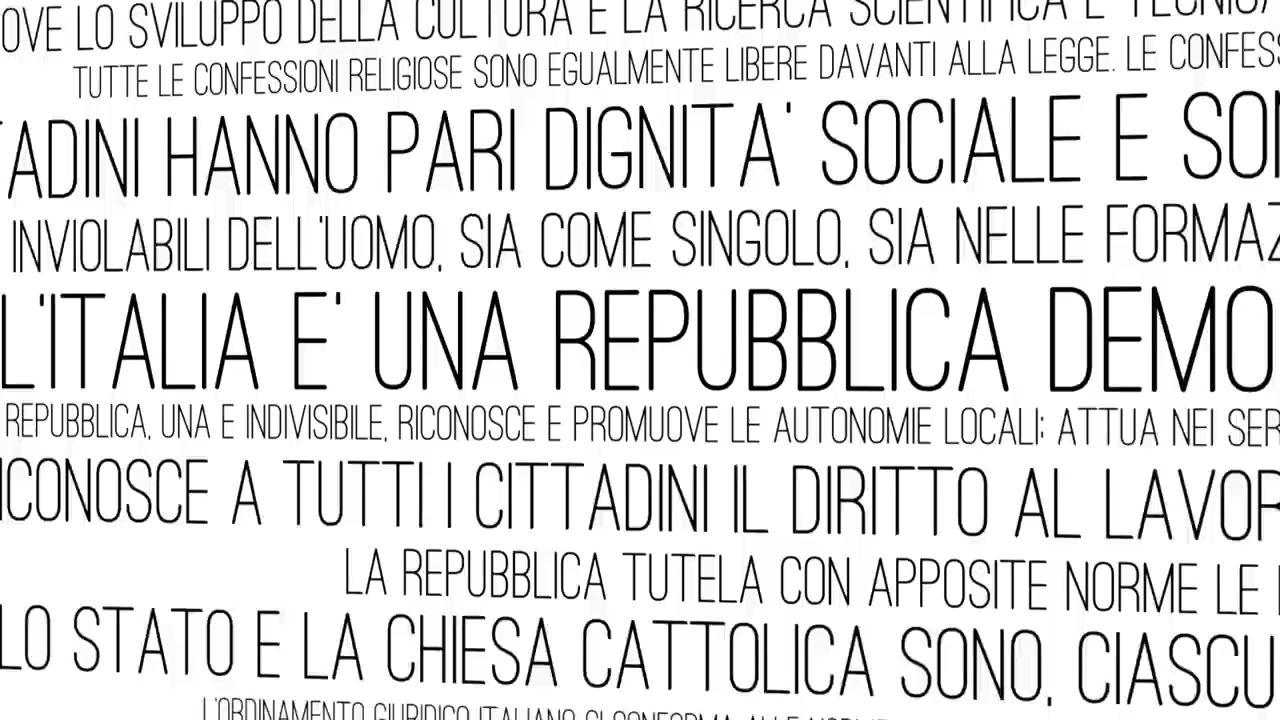 OVE LO SVILUPPO DELLA CULTURA E LA RICERCA SCIENTIFICA E TECNICA
TUTTE LE CONFESSIONI RELIGIOSE SONO EGUALMENTE LIBERE DAVANTI ALLA LEGGE. LE CONFESS
TADINI HANNO PARI DIGNITA' SOCIALE E SON
INVIOLABILI DELL'UOMO, SIA COME SINGOLO, SIA NELLE FORMAZ
L'ITALIA E' UNA REPUBBLICA DEMO
REPUBBLICA, UNA E INDIVISIBILE, RICONOSCE E PROMUOVE LE AUTONOMIE LOCALI; ATTUA NEI SER
ICONOSCE A TUTTI I CITTADINI IL DIRITTO AL LAVOR
LA REPUBBLICA TUTELA CON APPOSITE NORME LE
LO STATO E LA CHIESA CATTOLICA SONO, CIASCU
L'ORDINAMENTO GIURIDICO ITALIANO SI CONFORMA ALLE NORME